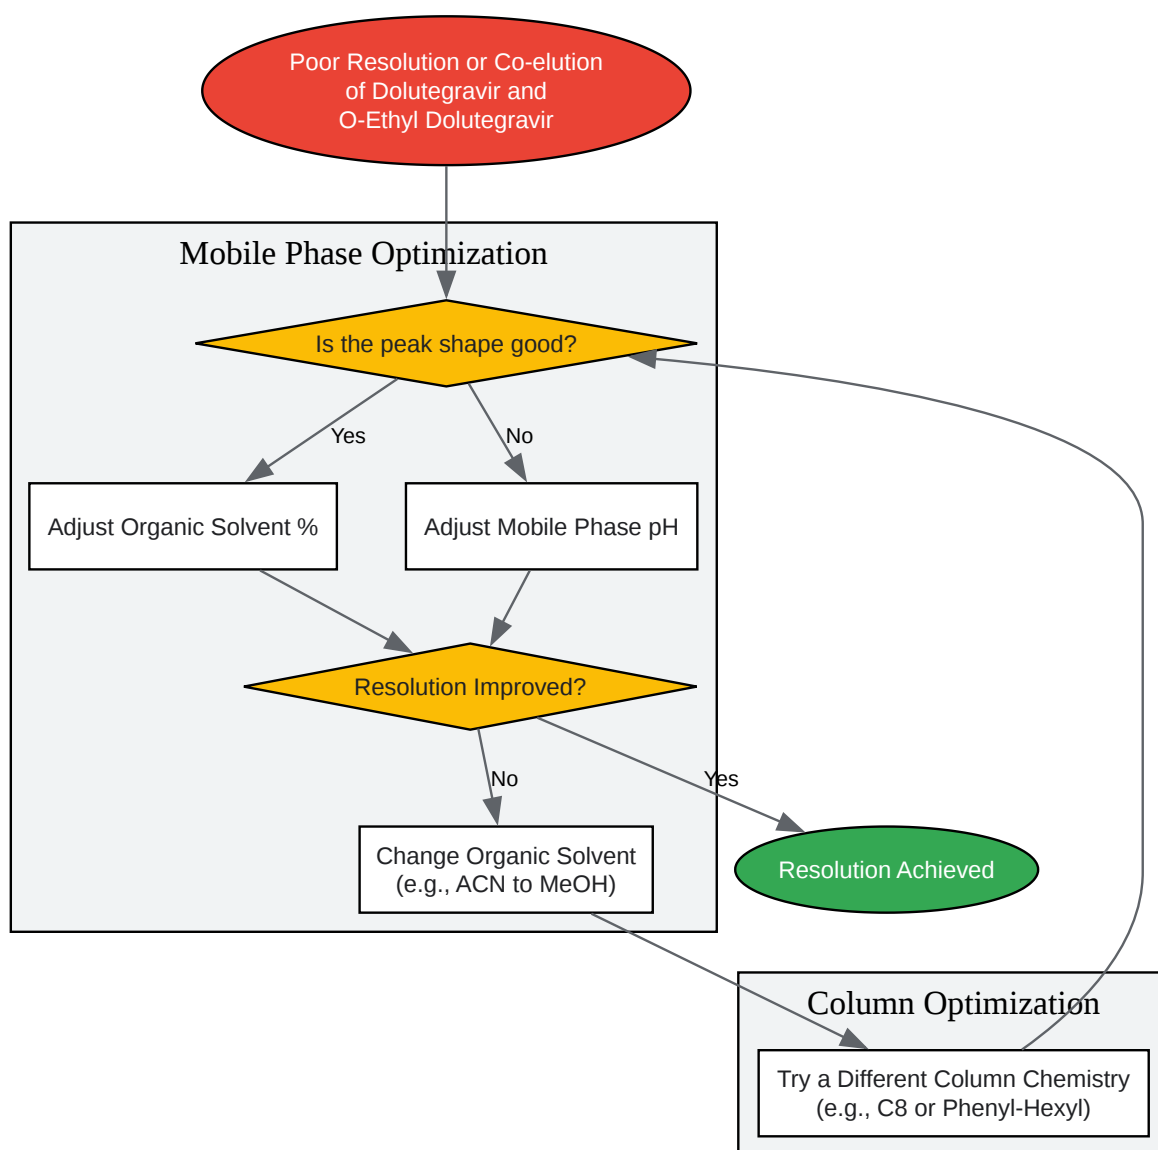 Poor Resolution or Co-elution
of Dolutegravir and
O-Ethyl Dolutegravir
Mobile Phase Optimization
Is the peak shape good?
Yes
No
Adjust Organic Solvent %
Adjust Mobile Phase pH
Resolution Improved?
No
Yes
Change Organic Solvent
(e.g., ACN to MeOH)
Resolution Achieved
Column Optimization
Try a Different Column Chemistry
(e.g., C8 or Phenyl-Hexyl)